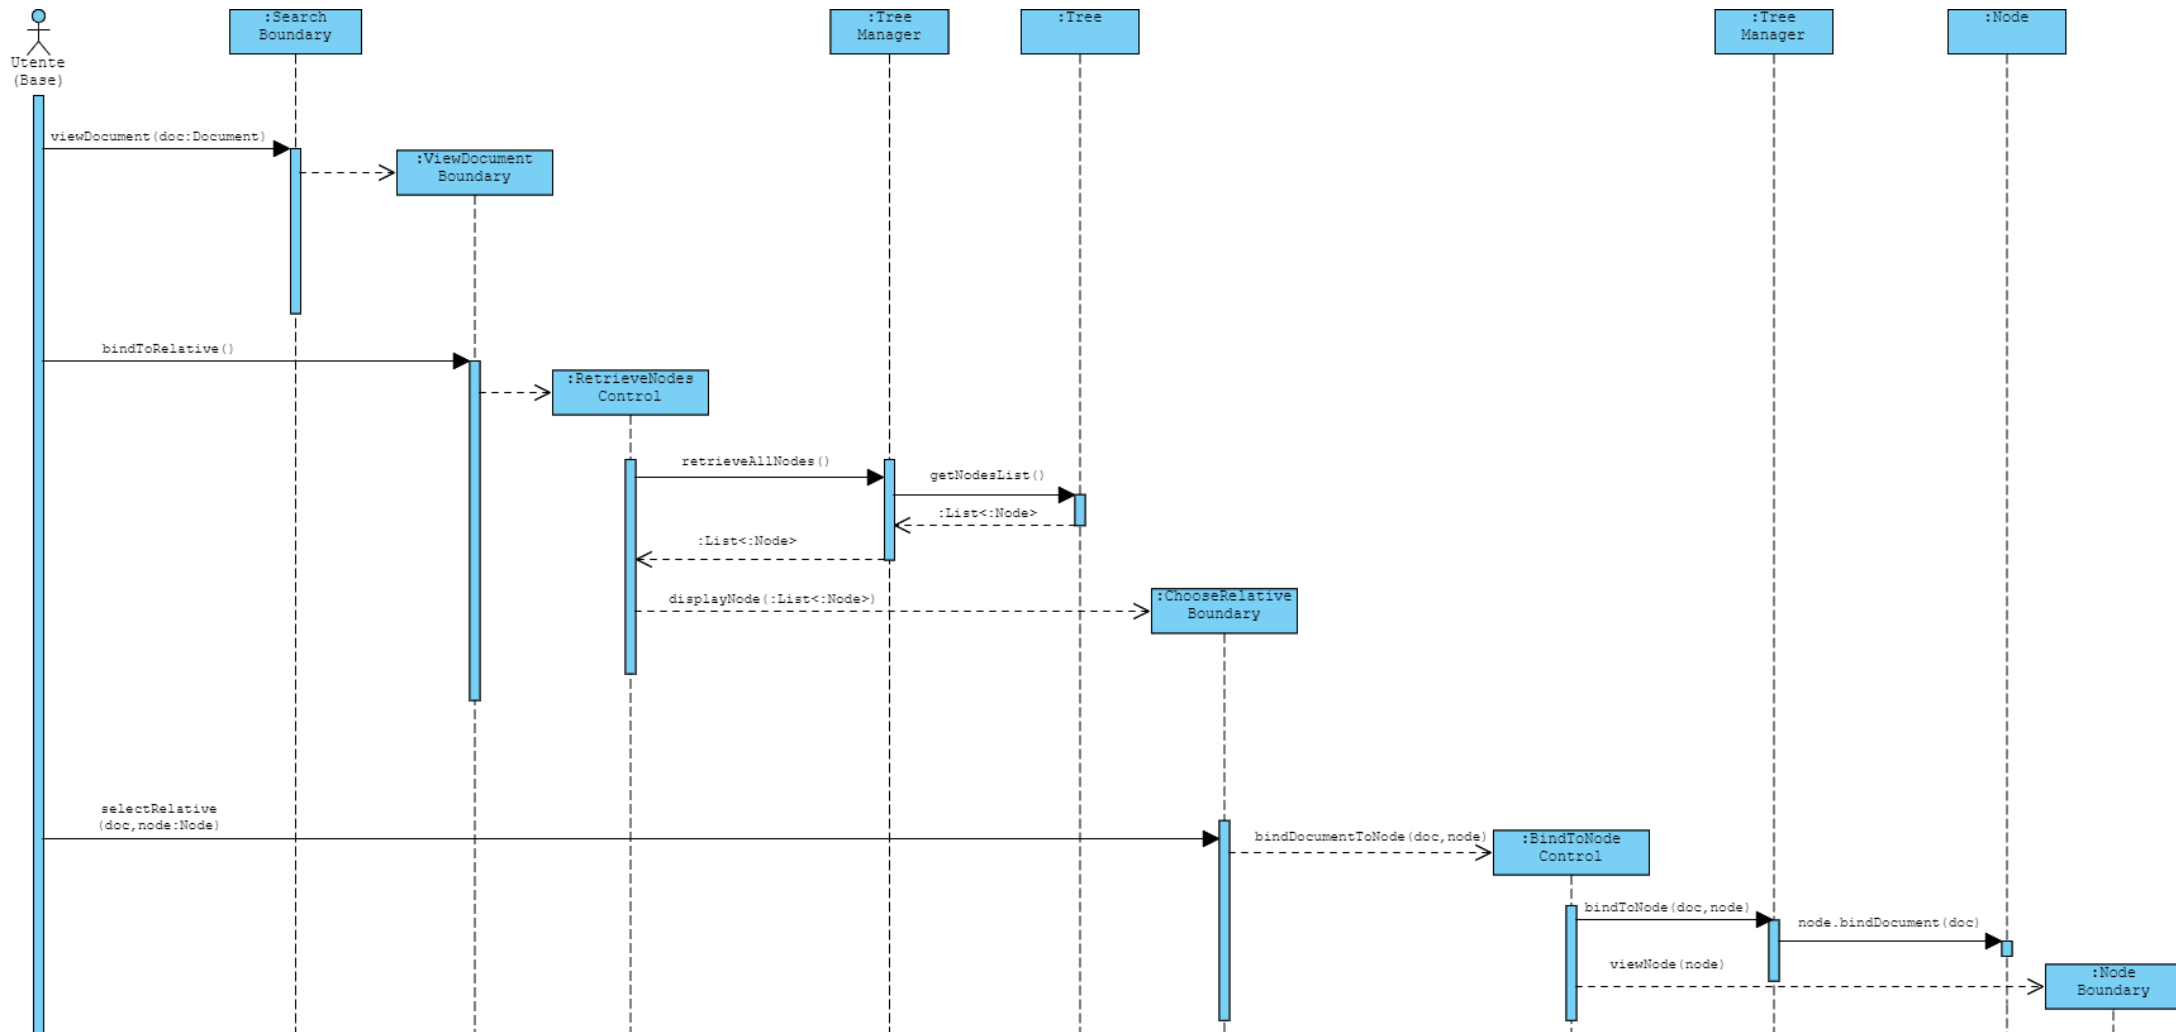 :Search
Boundary
:Tree
Manager
:Tree
:Tree
Manager
:Node
Utente
(Base)
viewDocument(doc:Document)
:ViewDocument
Boundary
bindToRelative()
:RetrieveNodes
Control
retrieveAllNodes()
getNodesList()
:List<:Node>
:List<:Node>
displayNode(:List<:Node>)
:ChooseRelative
Boundary
selectRelative
(doc,node:Node)
bindDocumentToNode(doc,node)
:BindToNode
Control
bindToNode(doc,node)
node.bindDocument(doc)
viewNode(node)
:Node
Boundary